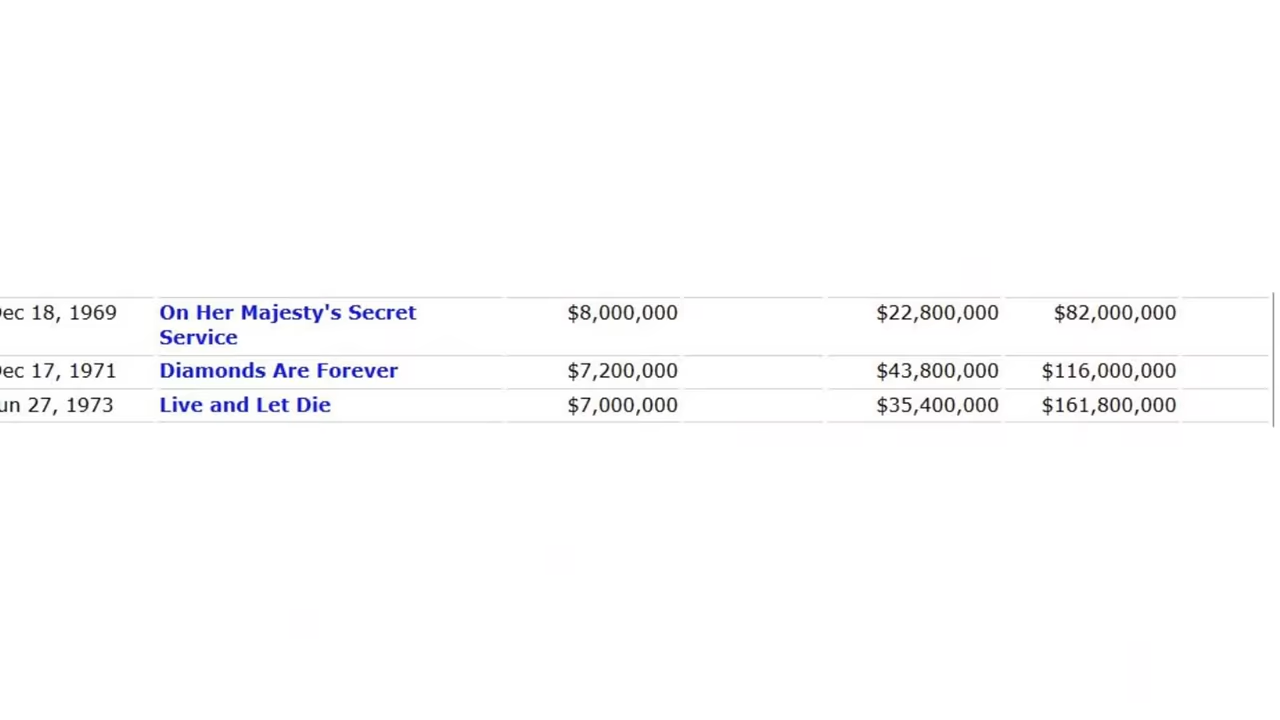 ec 18, 1969 On Her Majesty's Secret $8,000,000 $22,800,000 $82,000,000
Service
ec 17, 1971 Diamonds Are Forever $7,200,000 $43,800,000 $116,000,000
un 27, 1973 Live and Let Die $7,000,000 $35,400,000 $161,800,000